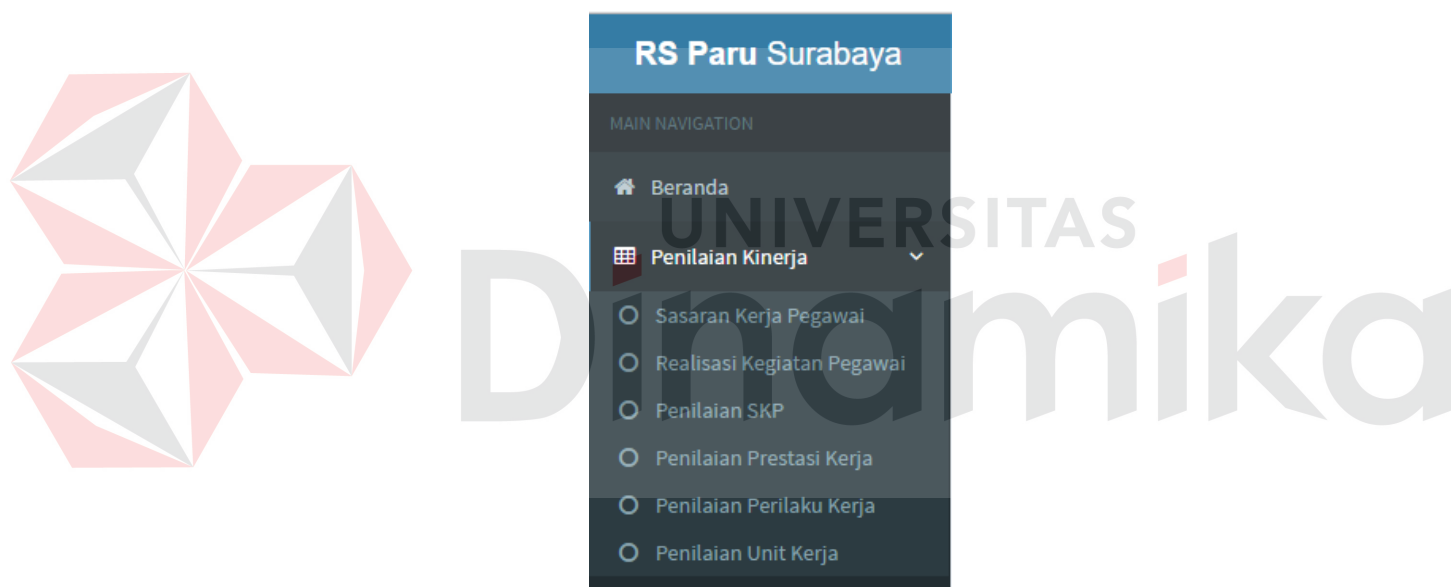 RS Paru Surabaya
MAIN NAVIGATION
Beranda
Penilaian Kinerja
Sasaran Kerja Pegawai
Realisasi Kegiatan Pegawai
Penilaian SKP
Penilaian Prestasi Kerja
Penilaian Perilaku Kerja
Penilaian Unit Kerja
UNIVERSITAS
Dinamika